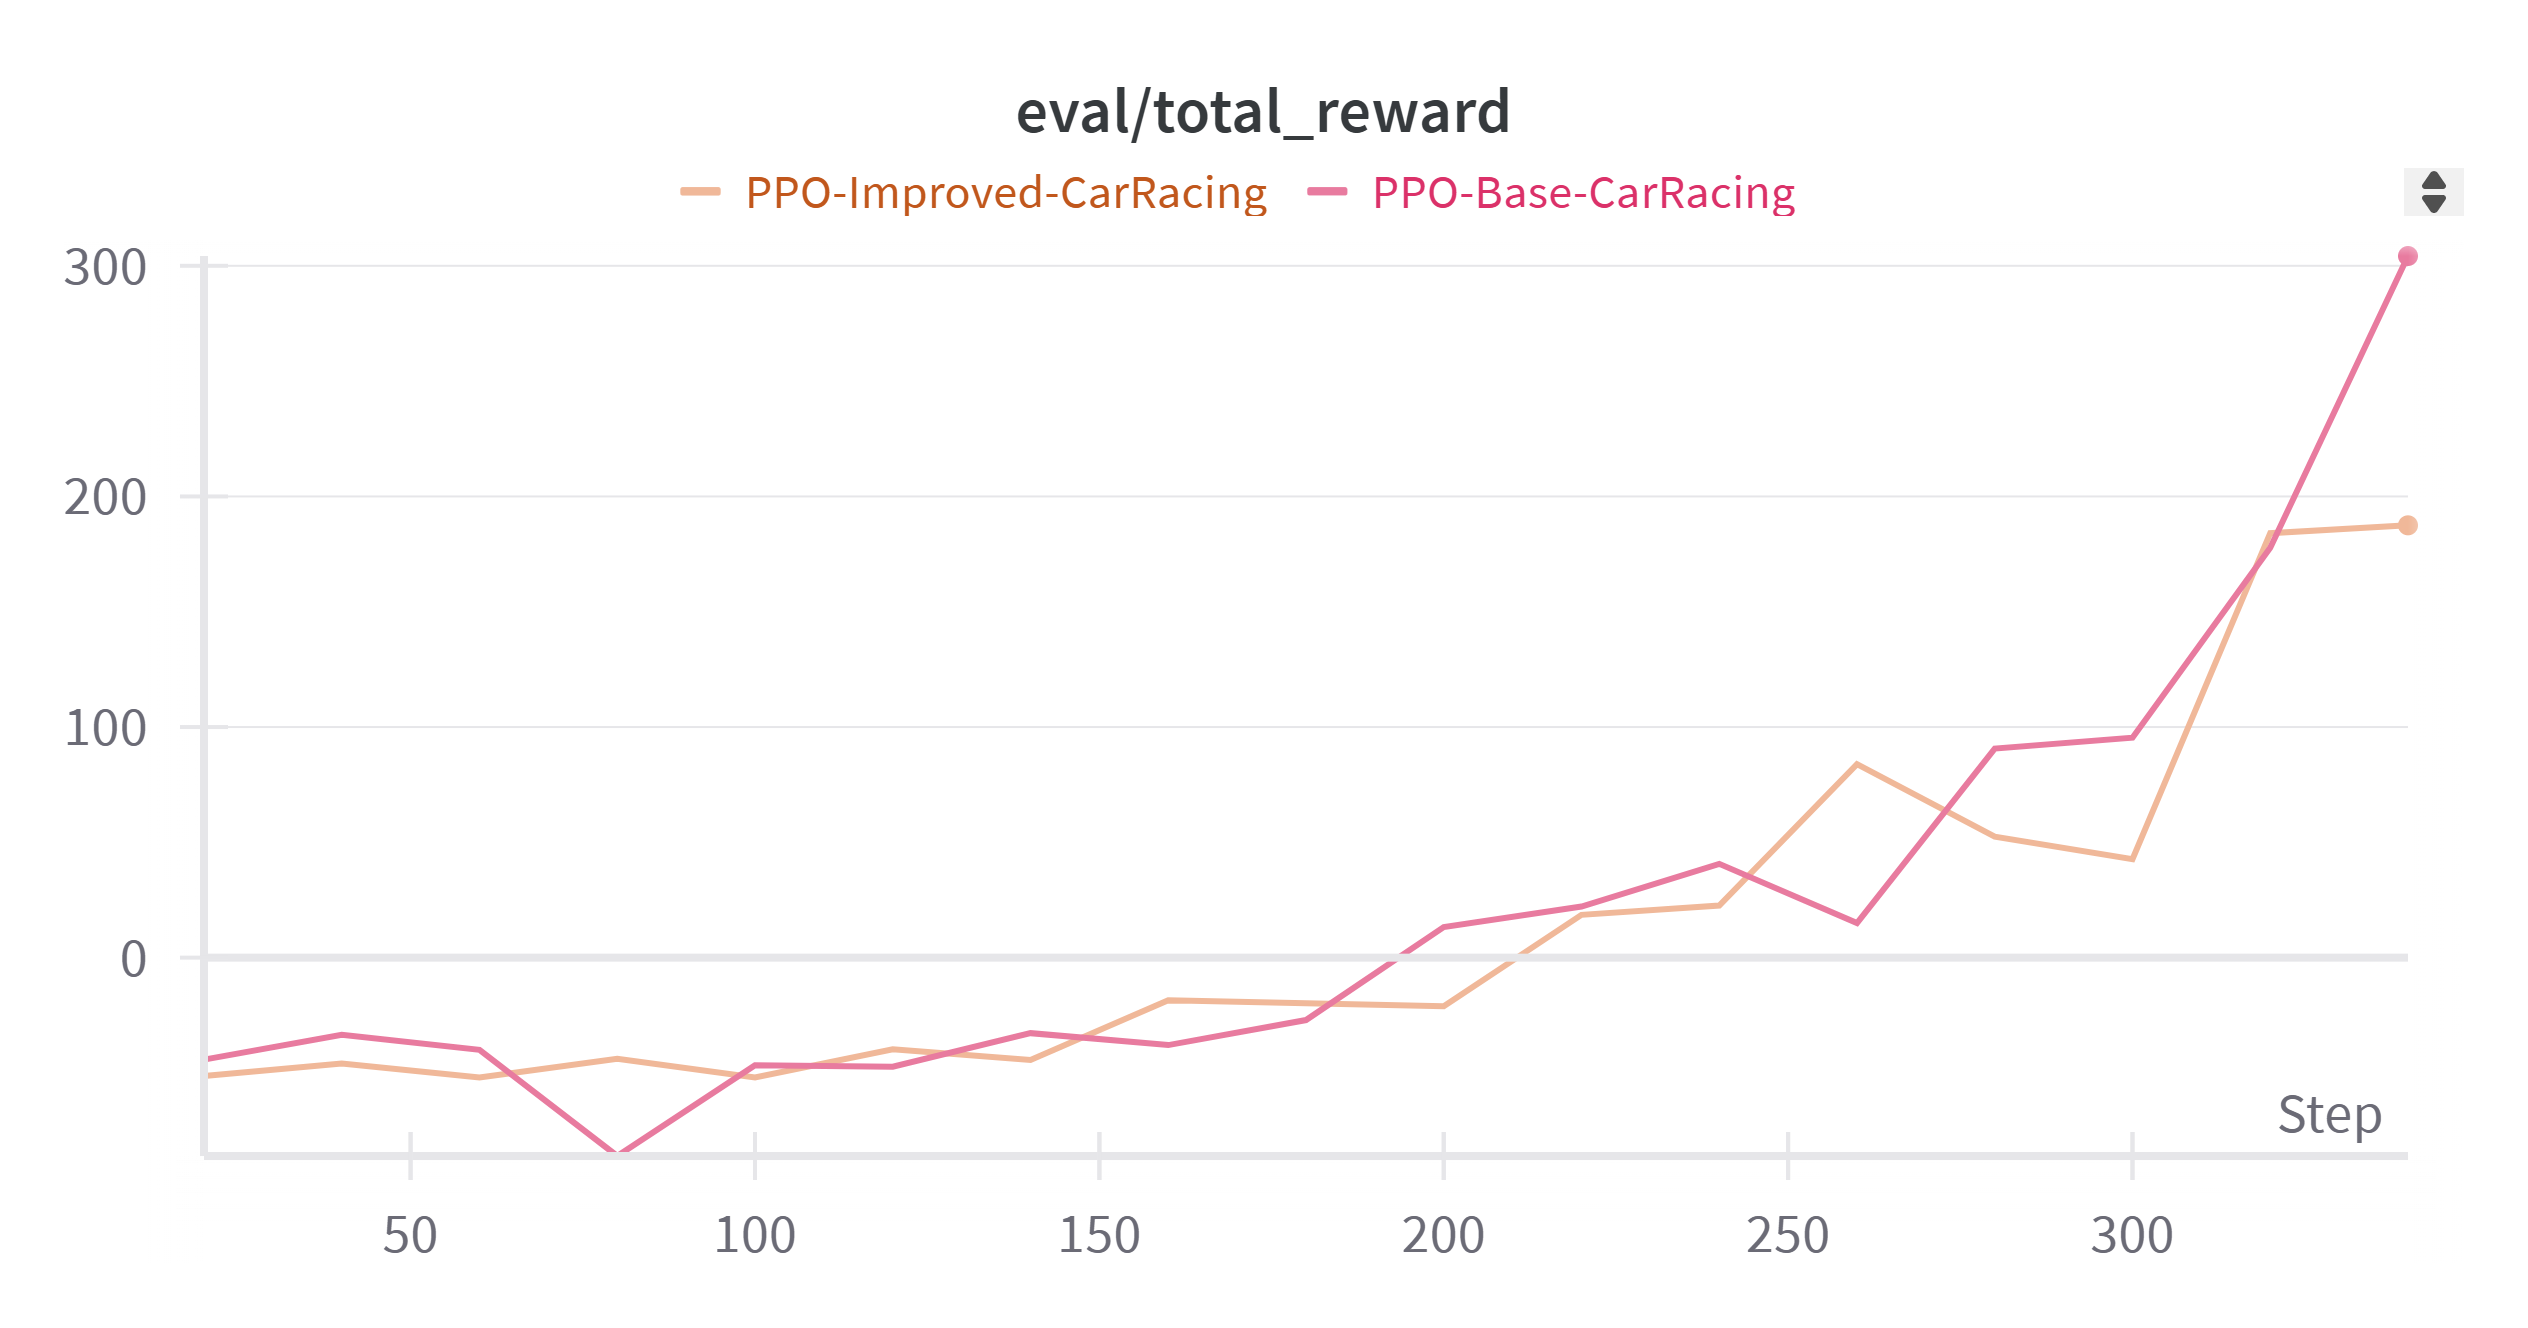 eval/total_reward
PPO-Improved-CarRacing PPO-Base-CarRacing
300
200
100
0
Step
50 100 150 200 250 300